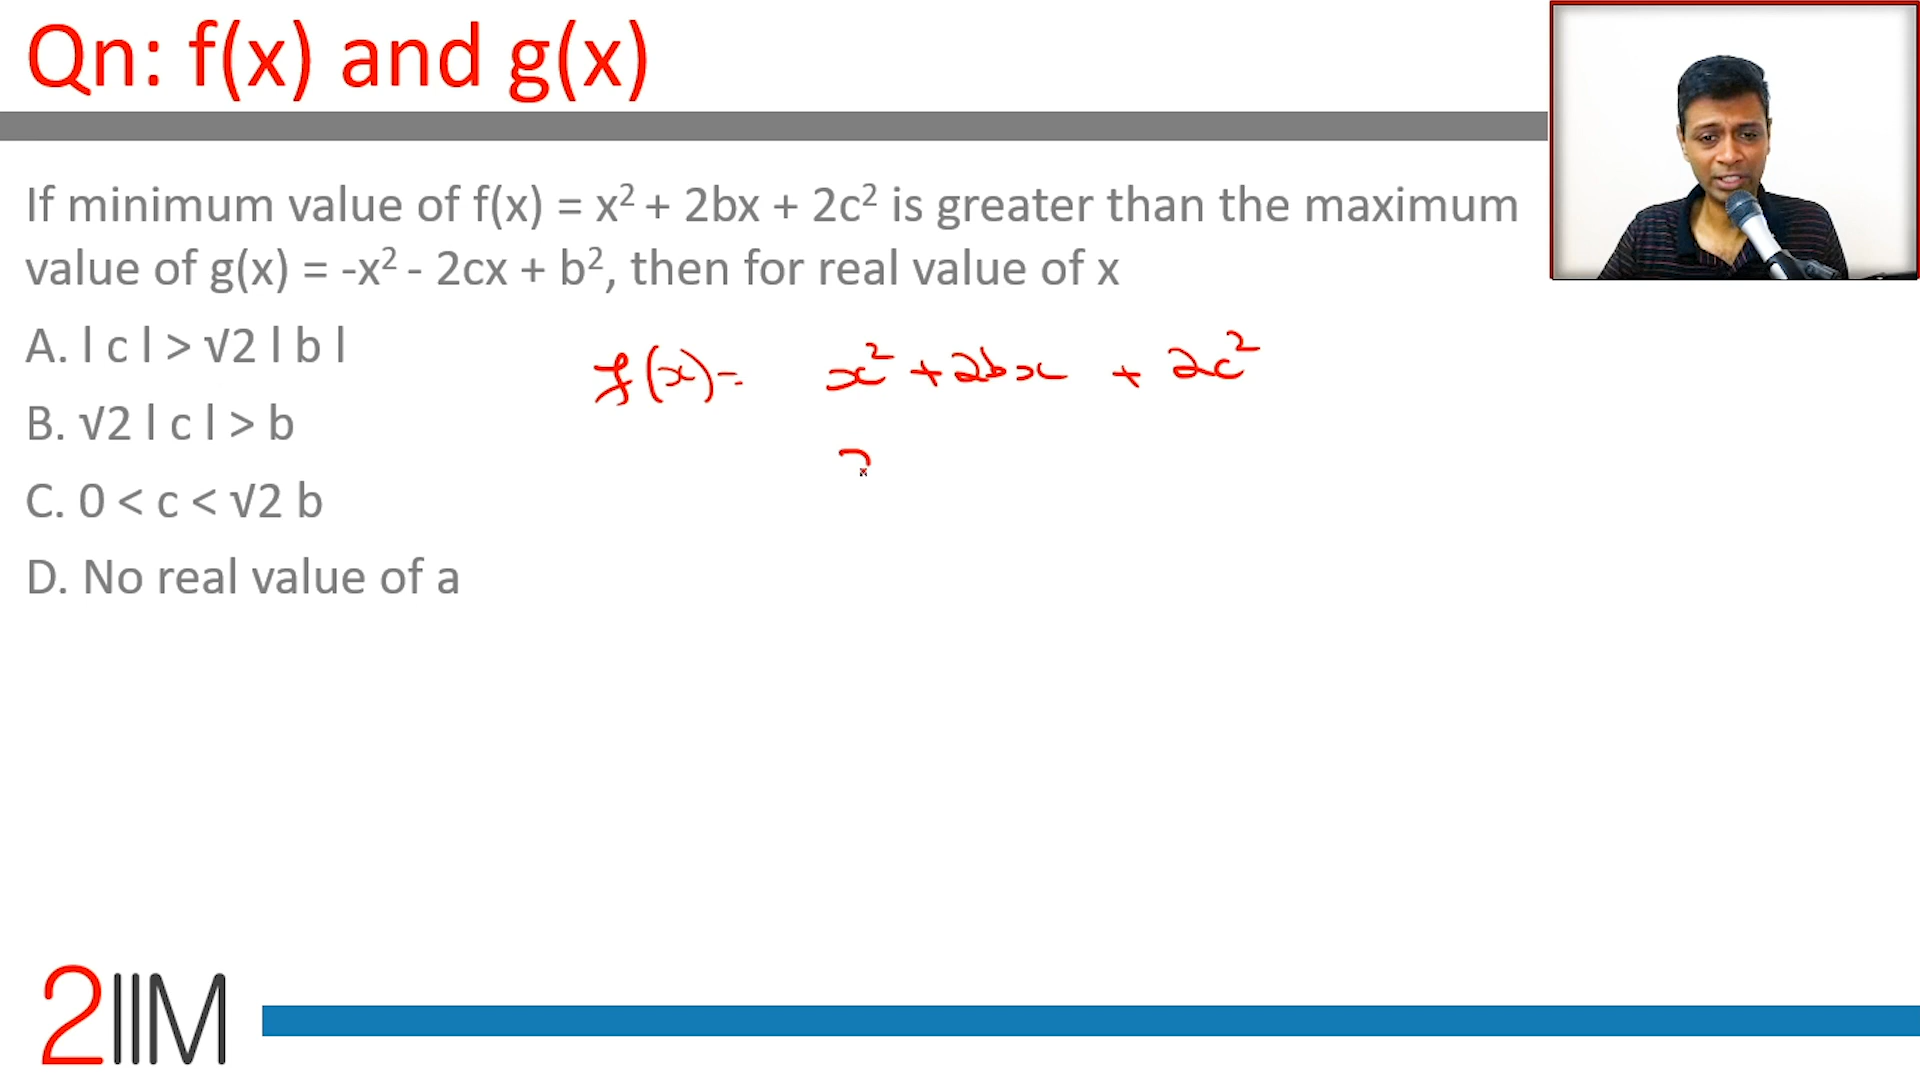 Qn: f(x) and g(x)
If minimum value of f(x) = x² + 2bx + 2c² is greater than the maximum
value of g(x) = -x² - 2cx + b², then for real value of x
A. l c l > √2 l b l
f(x) = x² + 2bx + 2c²
B. √2 l c l > b
C. 0 < c < √2 b
D. No real value of a
2IIM